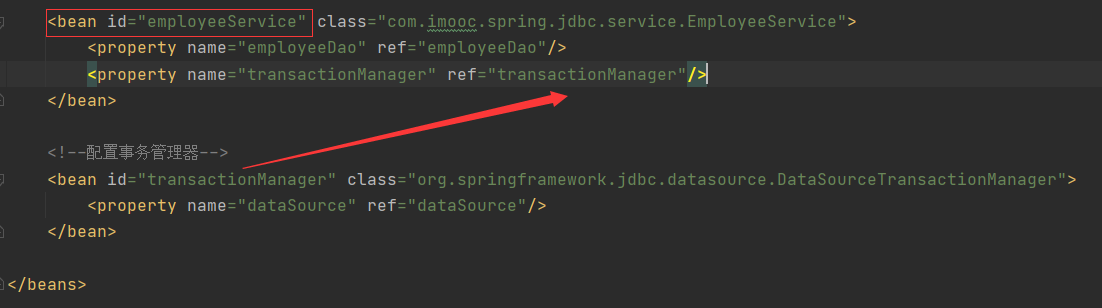 <bean id="employeeService" class="com.imooc.spring.jdbc.service.EmployeeService">
<property name="employeeDao" ref="employeeDao"/>
<property name="transactionManager" ref="transactionManager"/>
</bean>
<!--配置事务管理器-->
<bean id="transactionManager" class="org.springframework.jdbc.datasource.DataSourceTransactionManager">
<property name="dataSource" ref="dataSource"/>
</bean>
</beans>